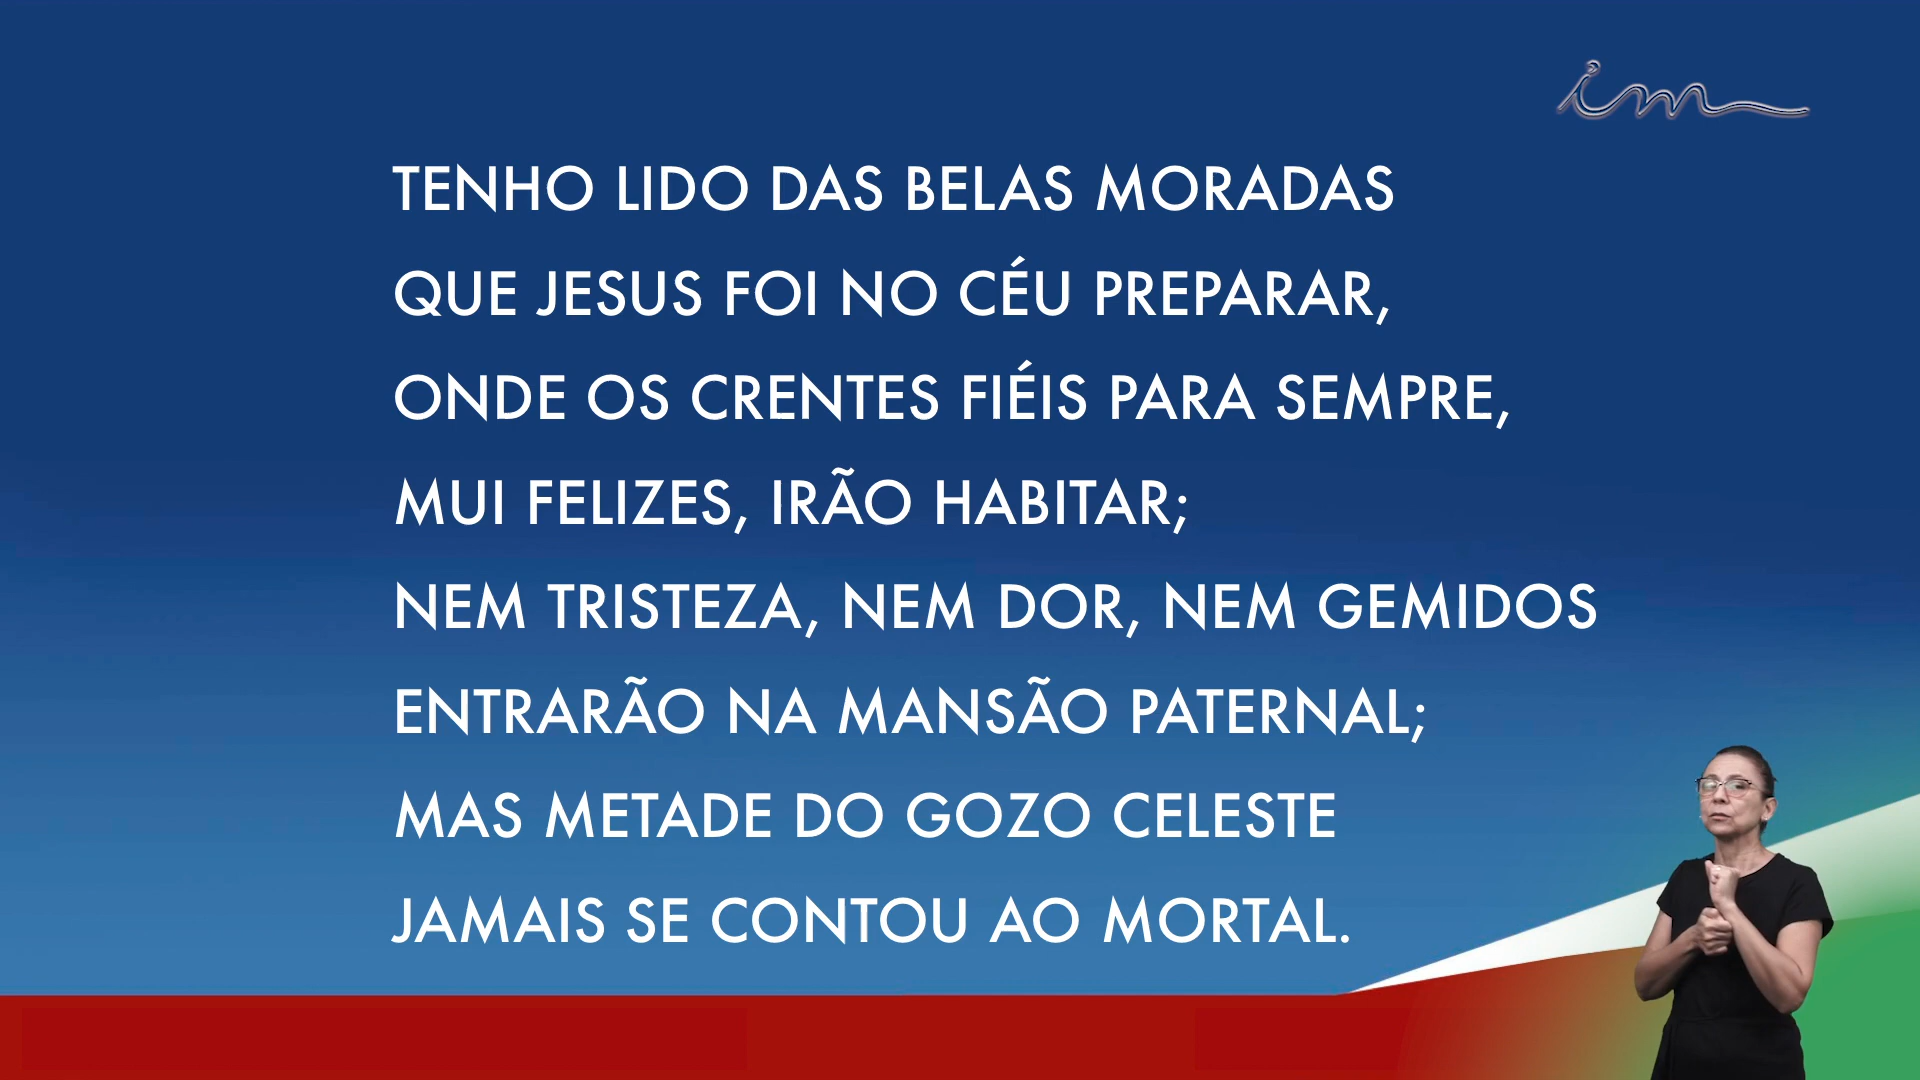 im
TENHO LIDO DAS BELAS MORADAS
QUE JESUS FOI NO CÉU PREPARAR,
ONDE OS CRENTES FIÉIS PARA SEMPRE,
MUI FELIZES, IRÃO HABITAR;
NEM TRISTEZA, NEM DOR, NEM GEMIDOS
ENTRARÃO NA MANSÃO PATERNAL;
MAS METADE DO GOZO CELESTE
JAMAIS SE CONTOU AO MORTAL.